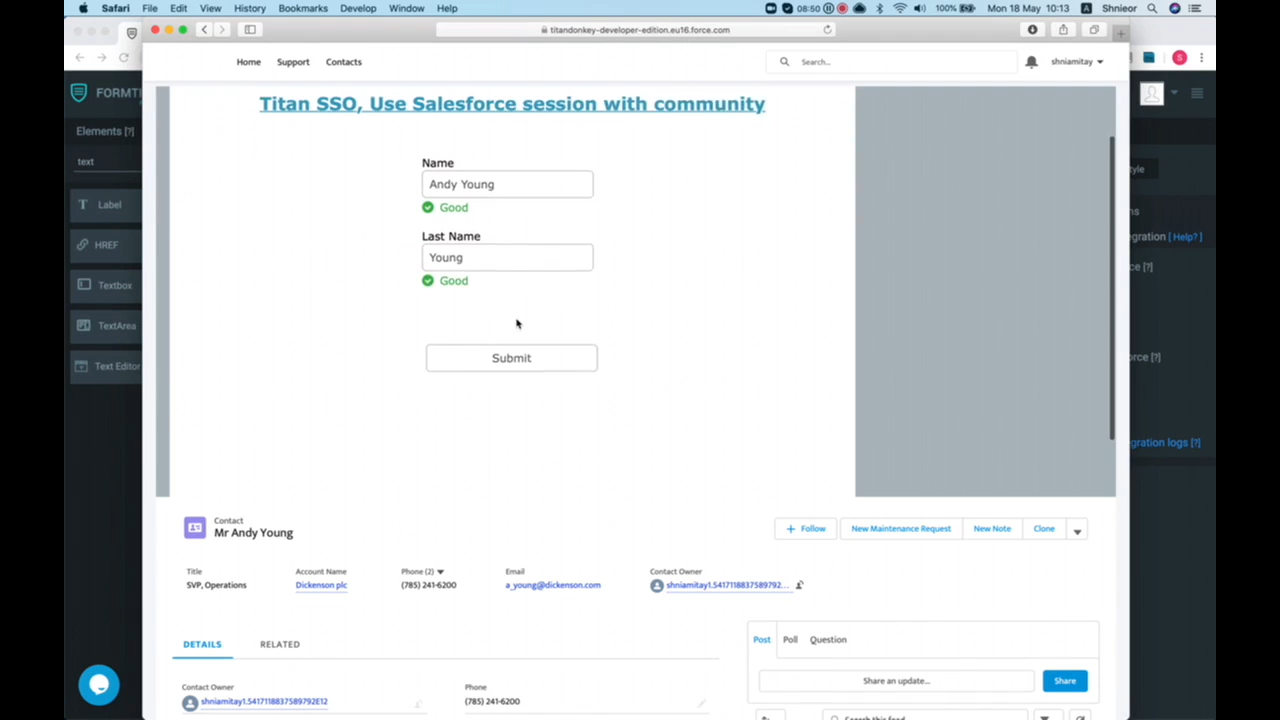 Safari File Edit View History Bookmarks Develop Window Help 08:50 100% Mon 18 May 10:13 A Shnieor
titandonkey-developer-edition.eu16.force.com
Home Support Contacts Search... shniamitay
FORMTI S
Elements [?]
text
Label
HREF
Textbox
TextArea
Text Editor
Titan SSO, Use Salesforce session with community
Name
Andy Young
Good
Last Name
Young
Good
Submit
tyle
ns
gration [ Help? ]
ce [?]
orce [?]
gration logs [?]
Contact
Mr Andy Young
+ Follow New Maintenance Request New Note Clone
Title Account Name Phone (2) Email Contact Owner
SVP, Operations Dickenson plc (785) 241-6200 a_young@dickenson.com shniamitay1.5417118837589792...
DETAILS RELATED
Post Poll Question
Share an update... Share
Contact Owner Phone
shniamitay1.5417118837589792E12 (785) 241-6200
Search this feed...